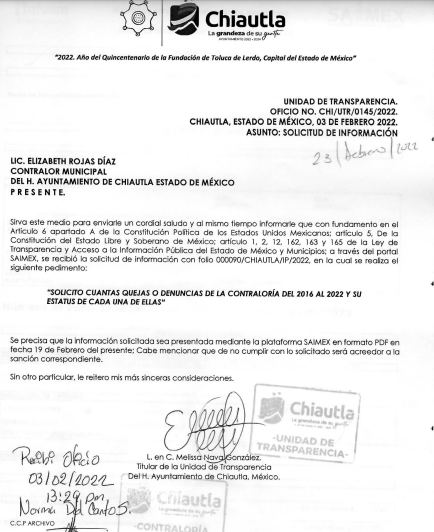 Chiautla
La grandeza de su gente
"2022. Año del Quincentenario de la Fundación de Toluca de Lerdo, Capital del Estado de México"
UNIDAD DE TRANSPARENCIA.
OFICIO NO. CHI/UTR/0145/2022.
CHIAUTLA, ESTADO DE MÉXICO, 03 DE FEBRERO 2022.
ASUNTO: SOLICITUD DE INFORMACIÓN
23/febrero/2022
LIC. ELIZABETH ROJAS DÍAZ
CONTRALOR MUNICIPAL
DEL H. AYUNTAMIENTO DE CHIAUTLA ESTADO DE MÉXICO
P R E S E N T E.
Sirva este medio para enviarle un cordial saludo y al mismo tiempo informarle que con fundamento en el
Artículo 6 apartado A de la Constitución Política de los Estados Unidos Mexicanos; artículo 5, De la
Constitución del Estado Libre y Soberano de México; artículo 1, 2, 12, 162, 163 y 165 de la Ley de
Transparencia y Acceso a la Información Pública del Estado de México y Municipios; a través del portal
SAIMEX, se recibió la solicitud de información con folio 000090/CHIAUTLA/IP/2022, en la cual se realiza el
siguiente pedimento:
"SOLICITO CUANTAS QUEJAS O DENUNCIAS DE LA CONTRALORÍA DEL 2016 AL 2022 Y SU
ESTATUS DE CADA UNA DE ELLAS"
Se precisa que la información solicitada sea presentada mediante la plataforma SAIMEX en formato PDF en
fecha 19 de Febrero del presente; Cabe mencionar que de no cumplir con lo solicitado será acreedor a la
sanción correspondiente.
Sin otro particular, le reitero mis más sinceras consideraciones.
Chiautla
-UNIDAD DE
TRANSPARENCIA-
L. en C. Melissa Nava González.
Titular de la Unidad de Transparencia
Del H. Ayuntamiento de Chiautla, México.
Recibi Oficio
03/02/2022
13:29 pm.
Norma Del
C.C.P ARCHIVO
Chiautla
-CONTRALORÍA